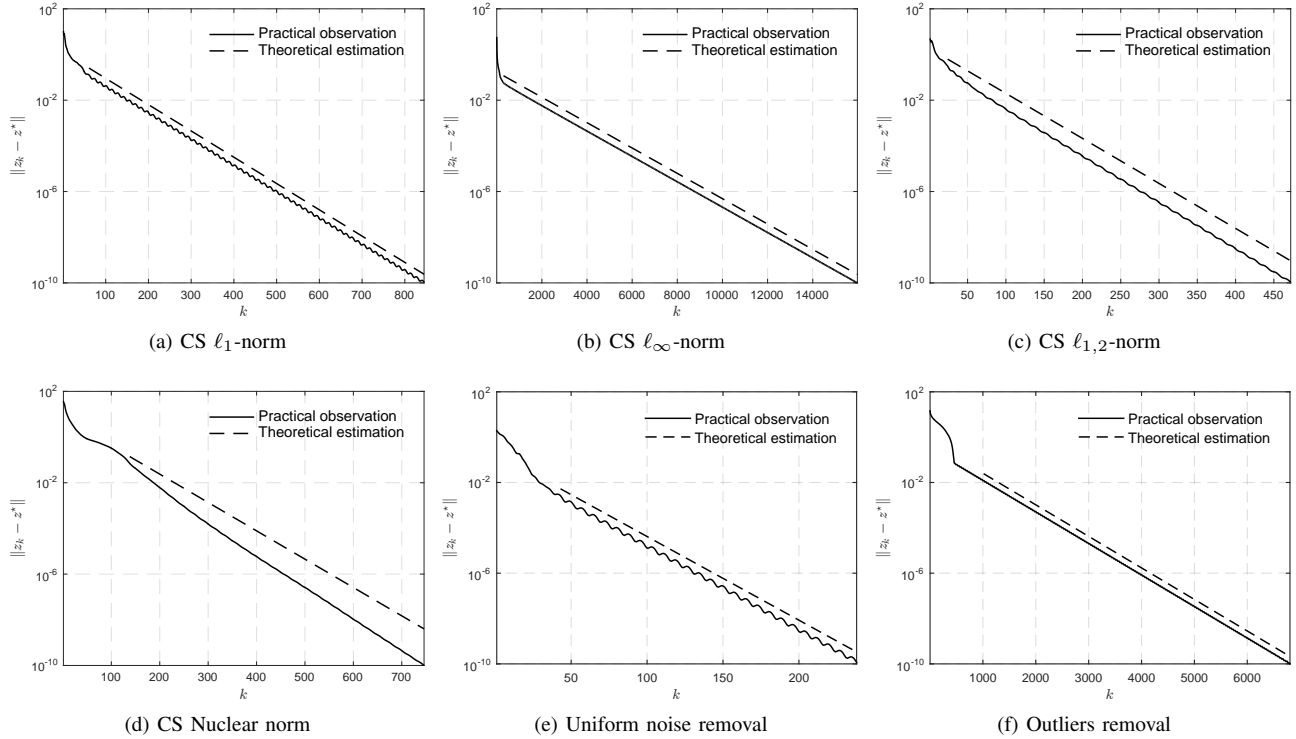 Practical observation
Theoretical estimation
‖z_k − z⋆‖
10^-2
10^-6
10^-10
100 200 300 400 500 600 700 800
k
(a) CS ℓ₁-norm
10^2
Practical observation
Theoretical estimation
‖z_k − z⋆‖
10^-2
10^-6
10^-10
2000 4000 6000 8000 10000 12000 14000
k
(b) CS ℓ∞-norm
10^2
Practical observation
Theoretical estimation
‖z_k − z⋆‖
10^-2
10^-6
10^-10
50 100 150 200 250 300 350 400 450
k
(c) CS ℓ₁,₂-norm
10^2
Practical observation
Theoretical estimation
‖z_k − z⋆‖
10^-2
10^-6
10^-10
100 200 300 400 500 600 700
k
(d) CS Nuclear norm
10^2
Practical observation
Theoretical estimation
‖z_k − z⋆‖
10^-2
10^-6
10^-10
50 100 150 200
k
(e) Uniform noise removal
10^2
Practical observation
Theoretical estimation
‖z_k − z⋆‖
10^-2
10^-6
10^-10
1000 2000 3000 4000 5000 6000
k
(f) Outliers removal